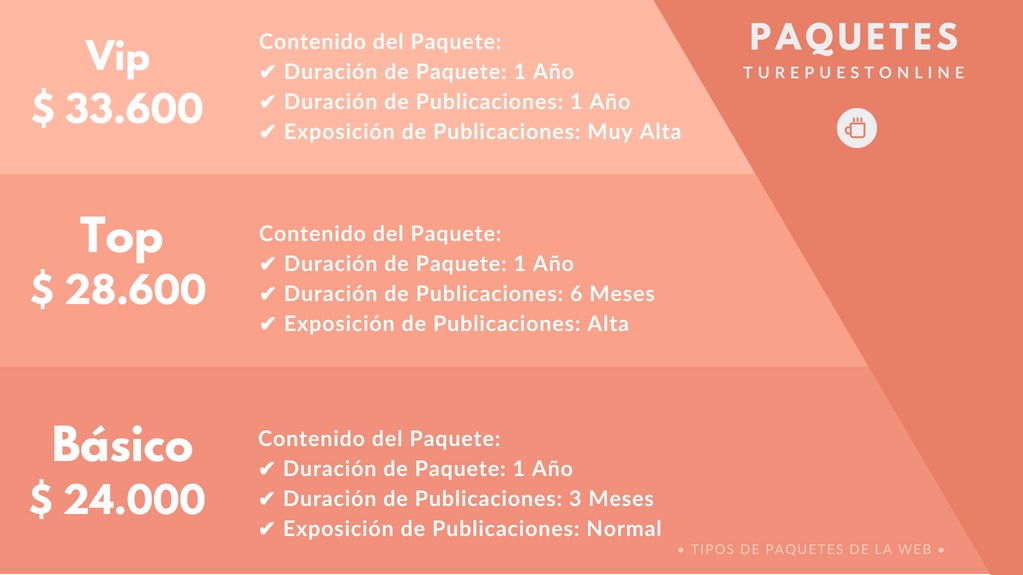 PAQUETES
TUREPUESTONLINE
Vip
$ 33.600
Contenido del Paquete:
✔ Duración de Paquete: 1 Año
✔ Duración de Publicaciones: 1 Año
✔ Exposición de Publicaciones: Muy Alta
Top
$ 28.600
Contenido del Paquete:
✔ Duración de Paquete: 1 Año
✔ Duración de Publicaciones: 6 Meses
✔ Exposición de Publicaciones: Alta
Básico
$ 24.000
Contenido del Paquete:
✔ Duración de Paquete: 1 Año
✔ Duración de Publicaciones: 3 Meses
✔ Exposición de Publicaciones: Normal
• TIPOS DE PAQUETES DE LA WEB •